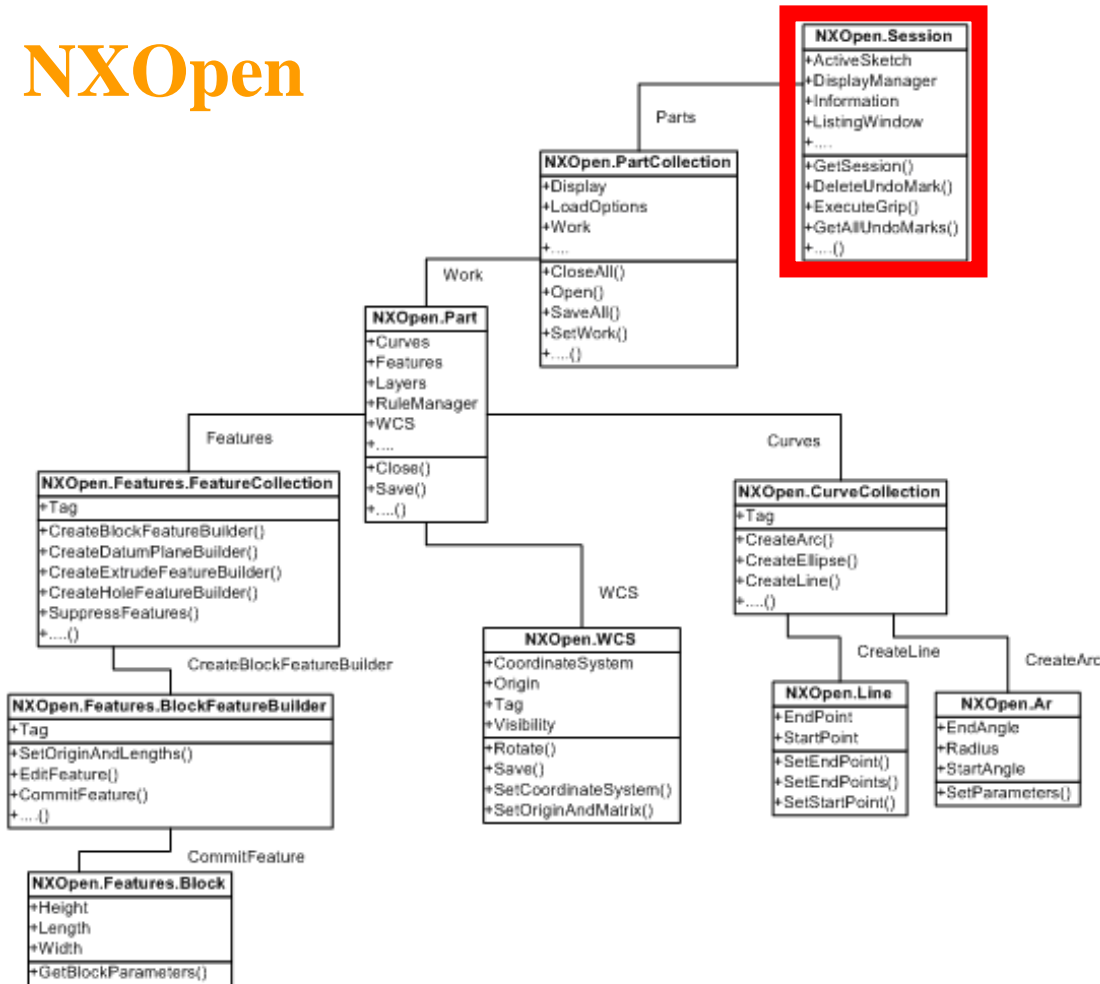 NXOpen
NXOpen.Session
+ActiveSketch
+DisplayManager
+Information
+ListingWindow
+....
+GetSession()
+DeleteUndoMark()
+ExecuteGrip()
+GetAllUndoMarks()
+....()
Parts
NXOpen.PartCollection
+Display
+LoadOptions
+Work
+....
+CloseAll()
+Open()
+SaveAll()
+SetWork()
+....()
Work
NXOpen.Part
+Curves
+Features
+Layers
+RuleManager
+WCS
+....
+Close()
+Save()
+....()
Features
NXOpen.Features.FeatureCollection
+Tag
+CreateBlockFeatureBuilder()
+CreateDatumPlaneBuilder()
+CreateExtrudeFeatureBuilder()
+CreateHoleFeatureBuilder()
+SuppressFeatures()
+....()
Curves
NXOpen.CurveCollection
+Tag
+CreateArc()
+CreateEllipse()
+CreateLine()
+....()
WCS
NXOpen.WCS
+CoordinateSystem
+Origin
+Tag
+Visibility
+Rotate()
+Save()
+SetCoordinateSystem()
+SetOriginAndMatrix()
CreateLine
NXOpen.Line
+EndPoint
+StartPoint
+SetEndPoint()
+SetEndPoints()
+SetStartPoint()
CreateArc
NXOpen.Ar
+EndAngle
+Radius
+StartAngle
+SetParameters()
CreateBlockFeatureBuilder
NXOpen.Features.BlockFeatureBuilder
+Tag
+SetOriginAndLengths()
+EditFeature()
+CommitFeature()
+....()
CommitFeature
NXOpen.Features.Block
+Height
+Length
+Width
+GetBlockParameters()